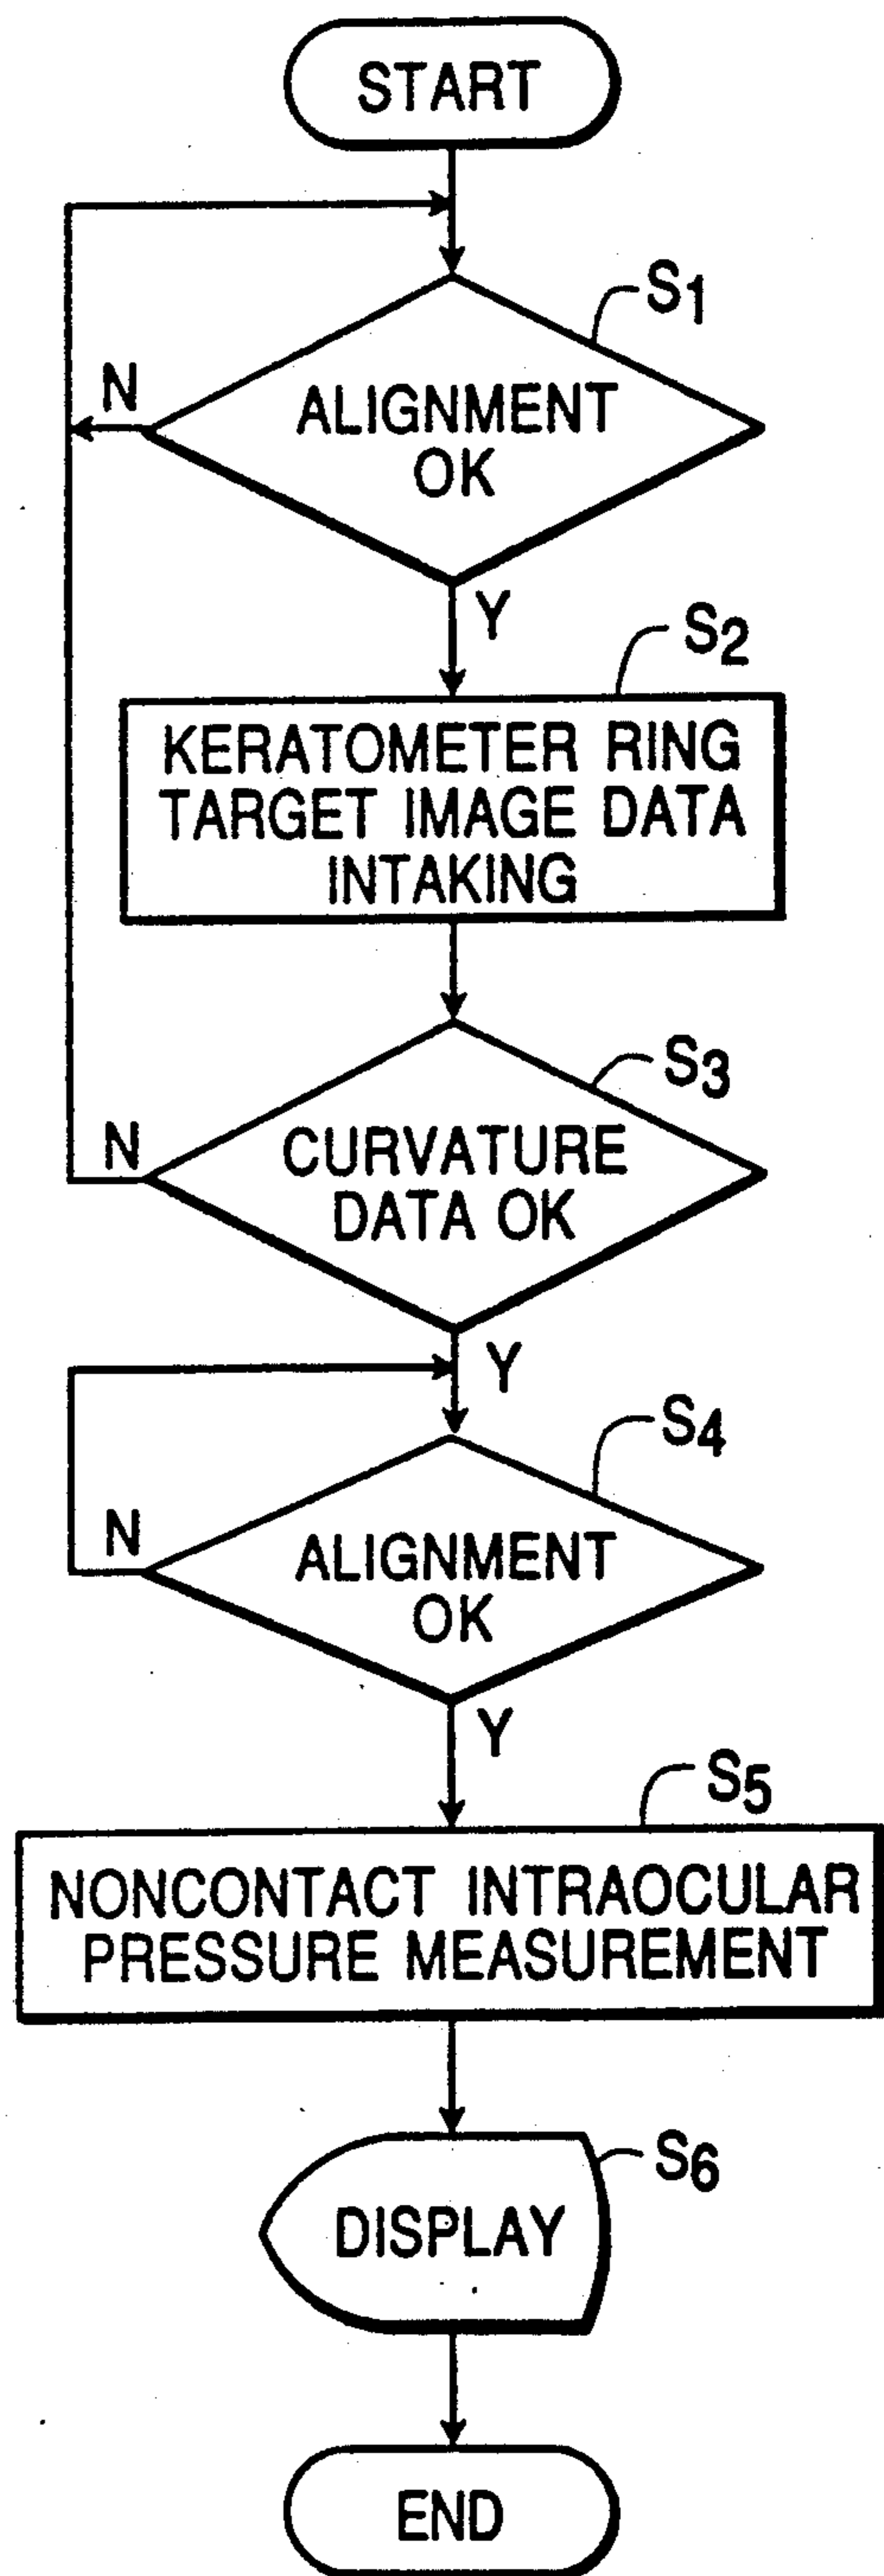 START
S1
N
ALIGNMENT
OK
Y
S2
KERATOMETER RING
TARGET IMAGE DATA
INTAKING
S3
N
CURVATURE
DATA OK
Y
S4
N
ALIGNMENT
OK
Y
S5
NONCONTACT INTRAOCULAR
PRESSURE MEASUREMENT
S6
DISPLAY
END